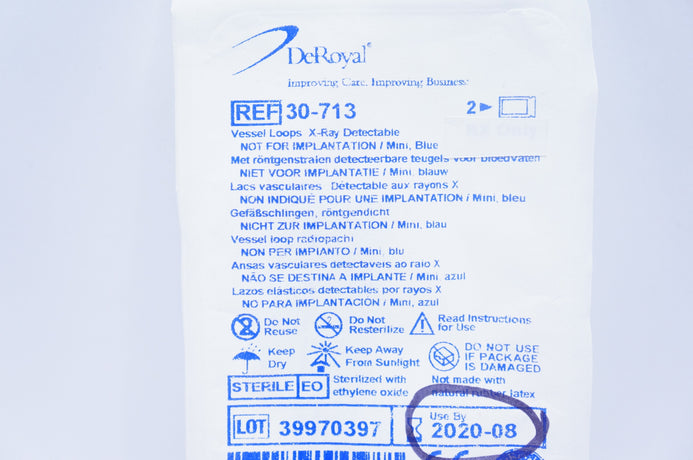 DeRoyal®
Improving Care. Improving Business
REF 30-713
2
Vessel Loops X-Ray Detectable
NOT FOR IMPLANTATION / Mini, Blue
Met röntgenstralen detecteerbare teugels voor bloedvaten
NIET VOOR IMPLANTATIE / Mini, blauw
Lacs vasculaires Détectable aux rayons X
NON INDIQUÉ POUR UNE IMPLANTATION / Mini, bleu
Gefäßschlingen, röntgendicht
NICHT ZUR IMPLANTATION / Mini, blau
Vessel loop radiopachi
NON PER IMPIANTO / Mini, blu
Ansas vasculares detectáveis ao raio X
NÃO SE DESTINA A IMPLANTE / Mini, azul
Lazos elásticos detectables por rayos X
NO PARA IMPLANTACIÓN / Mini, azul
Do Not
Reuse
Do Not
Resterilize
Read Instructions
for Use
Keep
Dry
Keep Away
From Sunlight
DO NOT USE
IF PACKAGE
IS DAMAGED
STERILE EO
Sterilized with
ethylene oxide
Not made with
natural rubber latex
LOT 39970397
Use By
2020-08